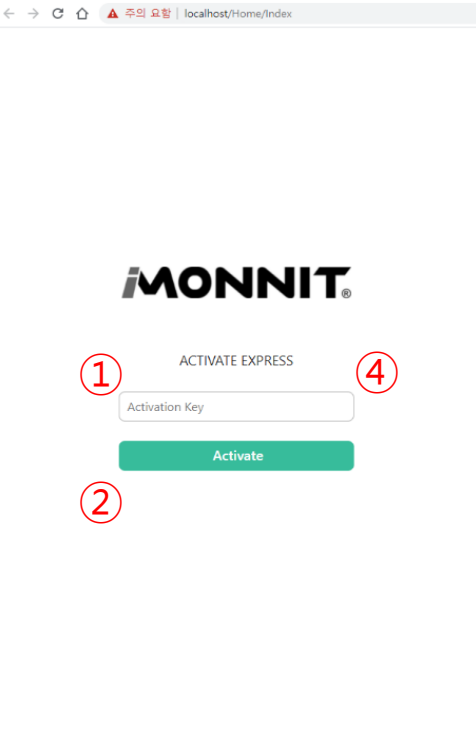 주의 요함 | localhost/Home/Index
iMONNIT®
ACTIVATE EXPRESS
① ④
Activation Key
Activate
②